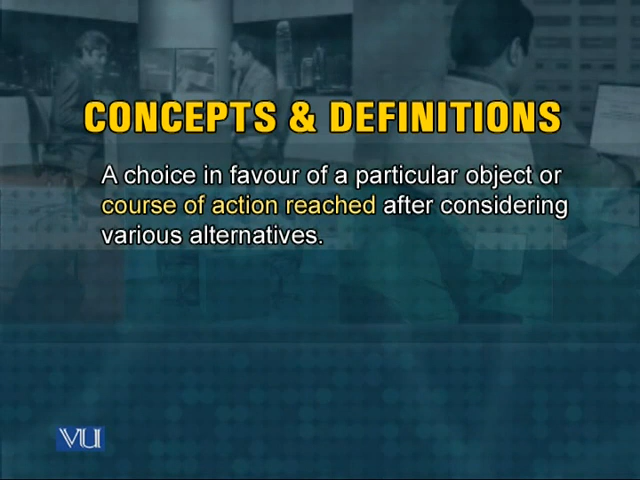 CONCEPTS & DEFINITIONS
A choice in favour of a particular object or
course of action reached after considering
various alternatives.
VU